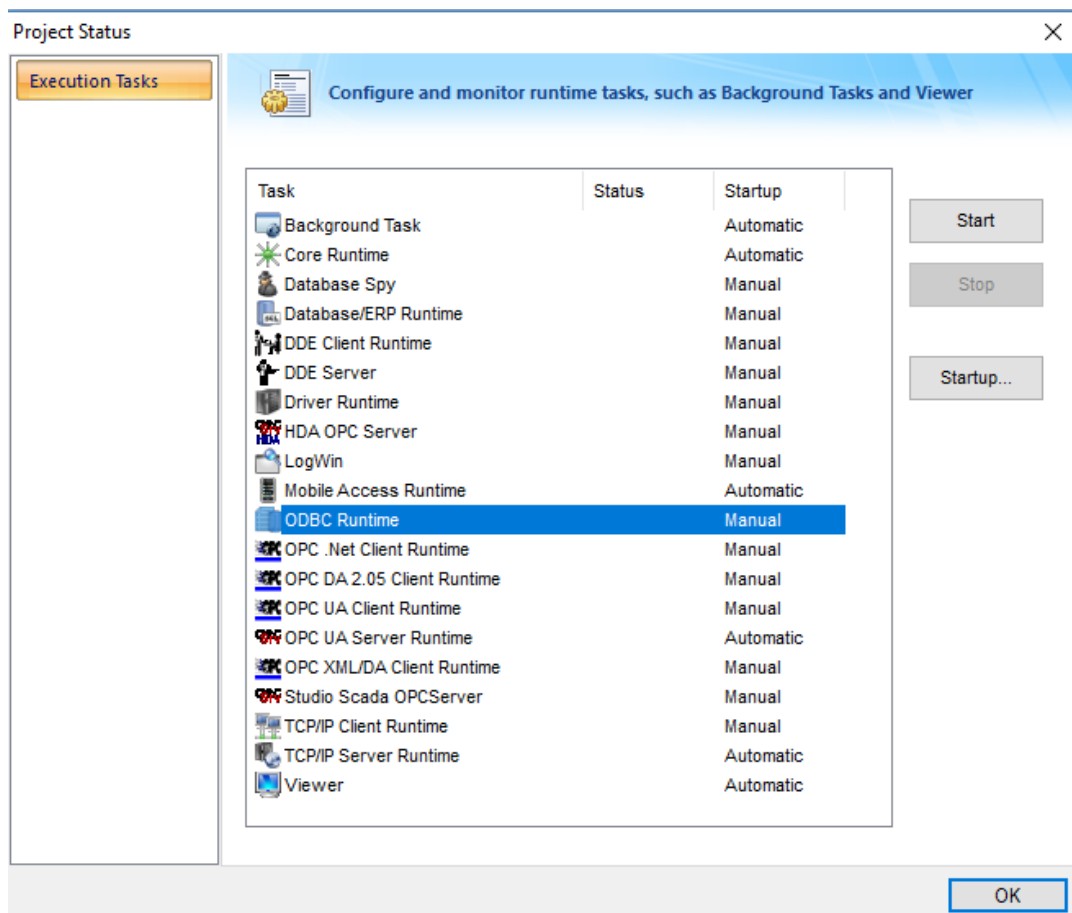 Project Status
Execution Tasks
Configure and monitor runtime tasks, such as Background Tasks and Viewer
Task Status Startup
Background Task Automatic
Core Runtime Automatic
Database Spy Manual
Database/ERP Runtime Manual
DDE Client Runtime Manual
DDE Server Manual
Driver Runtime Manual
HDA OPC Server Manual
LogWin Manual
Mobile Access Runtime Automatic
ODBC Runtime Manual
OPC .Net Client Runtime Manual
OPC DA 2.05 Client Runtime Manual
OPC UA Client Runtime Manual
OPC UA Server Runtime Automatic
OPC XML/DA Client Runtime Manual
Studio Scada OPCServer Manual
TCP/IP Client Runtime Manual
TCP/IP Server Runtime Automatic
Viewer Automatic
Start
Stop
Startup...
OK